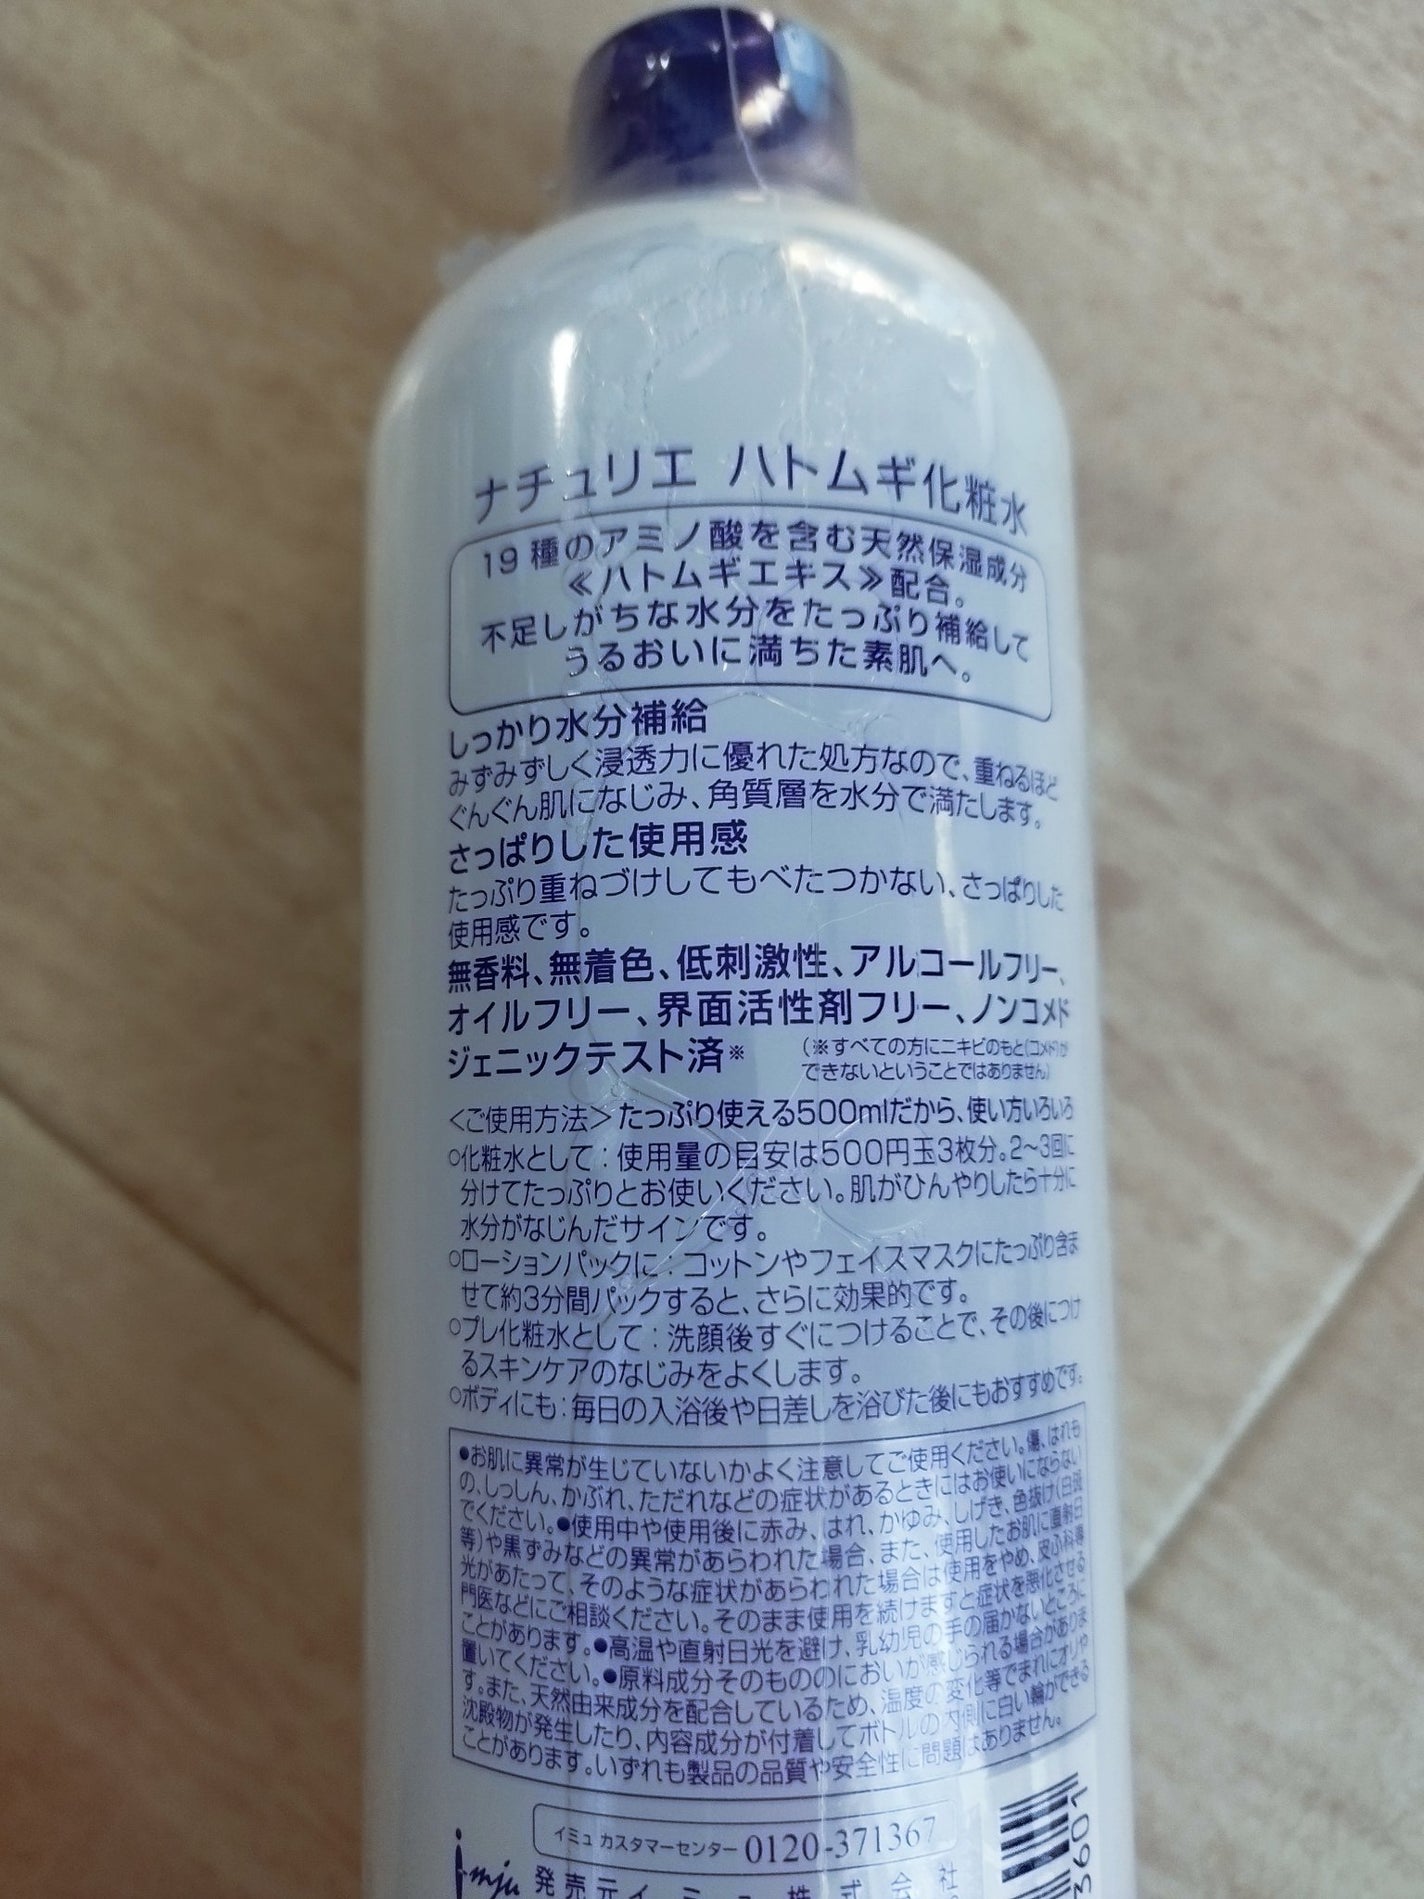 ナチュリエ ハトムギ化粧水
19種のアミノ酸を含む天然保湿成分
≪ハトムギエキス≫配合。
不足しがちな水分をたっぷり補給して
うるおいに満ちた素肌へ。
しっかり水分補給
みずみずしく浸透力に優れた処方なので、重ねるほど
ぐんぐん肌になじみ、角質層を水分で満たします。
さっぱりした使用感
たっぷり重ねづけしてもべたつかない、さっぱりした
使用感です。
無香料、無着色、低刺激性、アルコールフリー、
オイルフリー、界面活性剤フリー、ノンコメド
ジェニックテスト済※ (※すべての方にニキビのもと(コメド)が
できないということではありません)
<ご使用方法>たっぷり使える500mlだから、使い方いろいろ
○化粧水として:使用量の目安は500円玉3枚分。2〜3回に
分けてたっぷりとお使いください。肌がひんやりしたら十分に
水分がなじんだサインです。
○ローションパックに:コットンやフェイスマスクにたっぷり含ま
せて約3分間パックすると、さらに効果的です。
○プレ化粧水として:洗顔後すぐにつけることで、その後につけ
るスキンケアのなじみをよくします。
○ボディにも:毎日の入浴後や日差しを浴びた後にもおすすめです。
●お肌に異常が生じていないかよく注意してご使用ください。傷、はれも
の、しっしん、かぶれ、ただれなどの症状があるときにはお使いにならない
でください。●使用中や使用後に赤み、はれ、かゆみ、しげき、色抜け(白斑
等)や黒ずみなどの異常があらわれた場合、また、使用したお肌に直射日
光があたって、そのような症状があらわれた場合は使用をやめ、皮ふ科専
門医などにご相談ください。そのまま使用を続けますと症状を悪化させる
ことがあります。●高温や直射日光を避け、乳幼児の手の届かないところに
置いてください。●原料成分そのもののにおいが感じられる場合がありま
す。また、天然由来成分を配合しているため、温度の変化等でまれにオリや
沈殿物が発生したり、内容成分が付着してボトルの内側に白い輪ができる
ことがあります。いずれも製品の品質や安全性に問題はありません。
イミュ カスタマーセンター 0120-371367
i-mju 発売元イミュ株式会社
3601